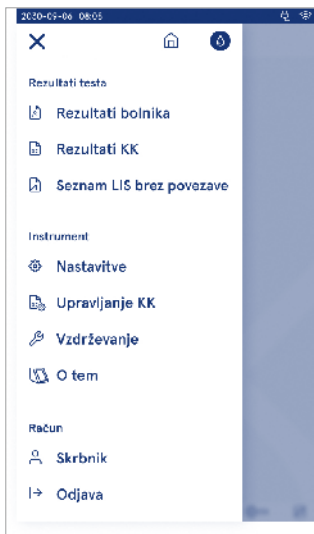 2030-09-06 08:05
Rezultati testa
Rezultati bolnika
Rezultati KK
Seznam LIS brez povezave
Instrument
Nastavitve
Upravljanje KK
Vzdrževanje
O tem
Račun
Skrbnik
Odjava